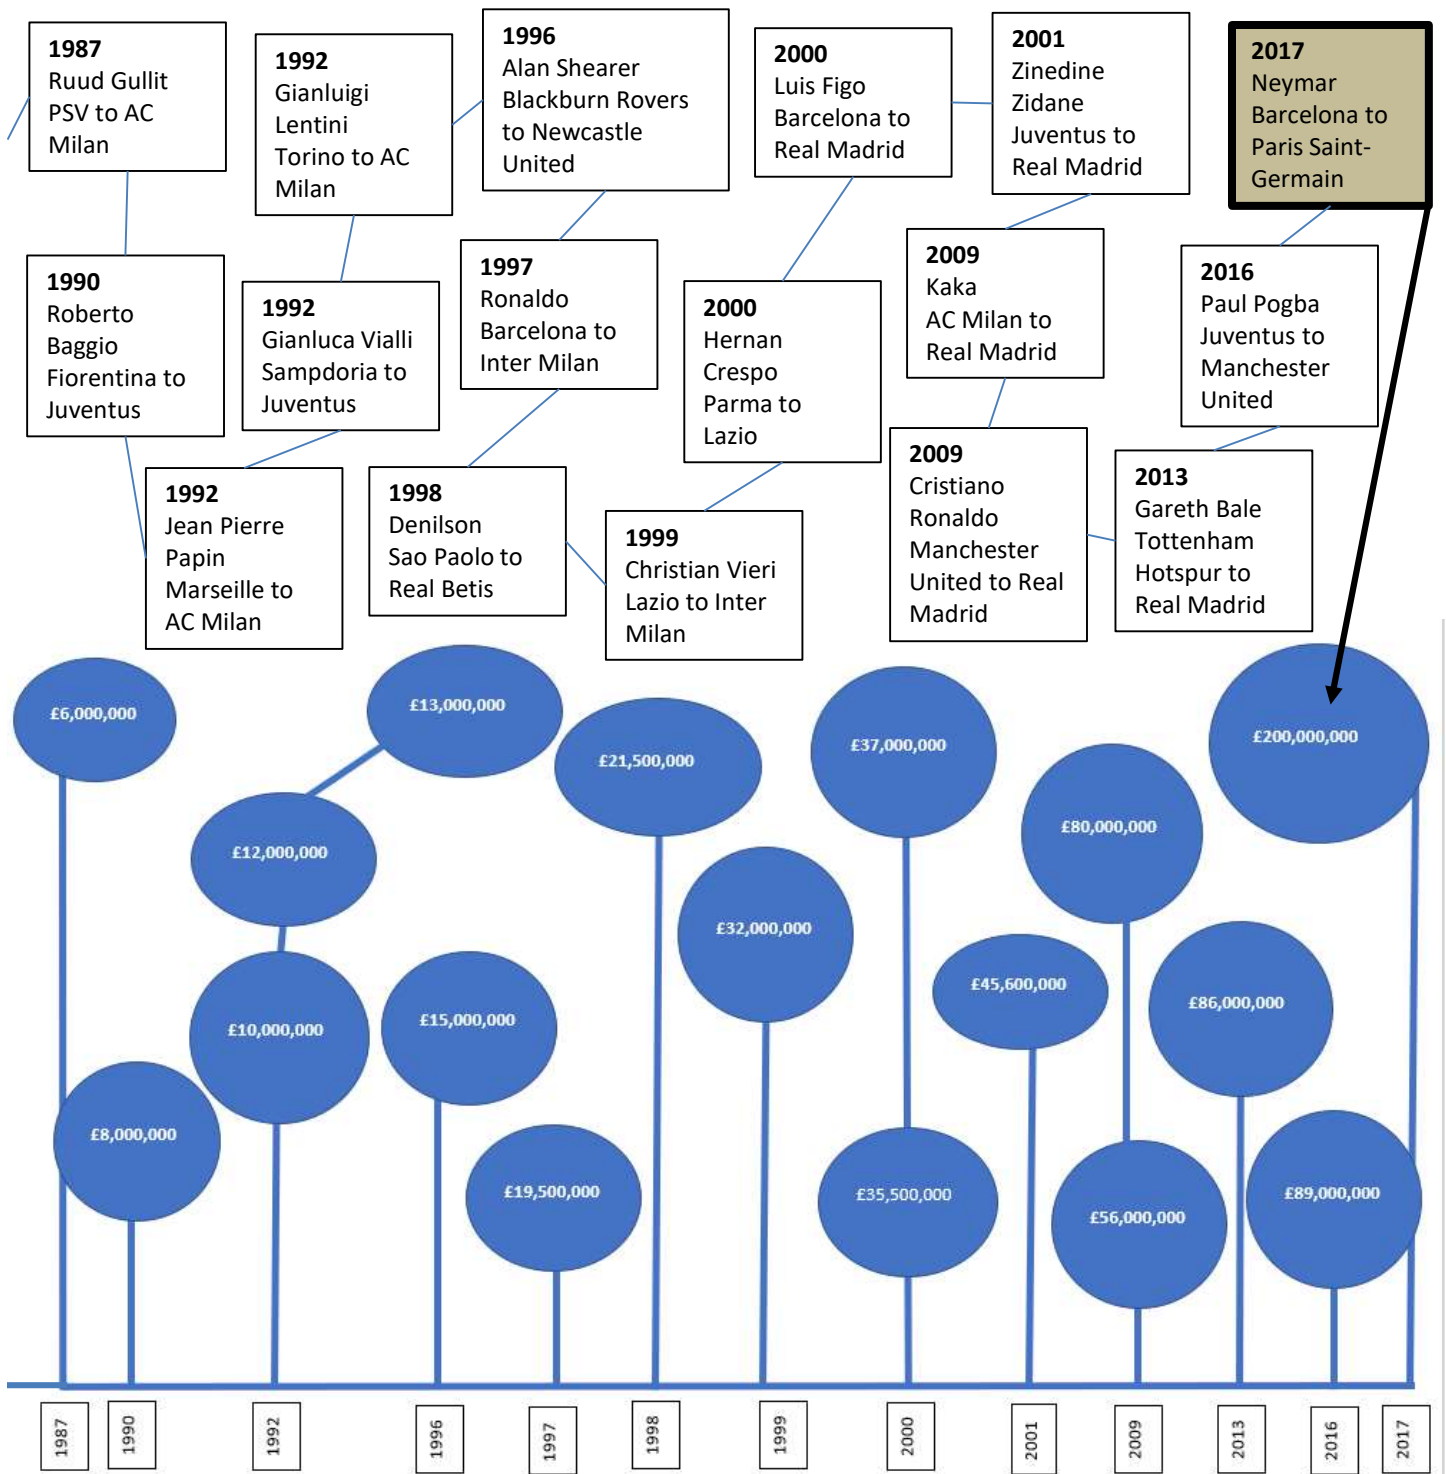 1987
Ruud Gullit
PSV to AC
Milan
1992
Gianluigi
Lentini
Torino to AC
Milan
1996
Alan Shearer
Blackburn Rovers
to Newcastle
United
2000
Luis Figo
Barcelona to
Real Madrid
2001
Zinedine
Zidane
Juventus to
Real Madrid
2017
Neymar
Barcelona to
Paris Saint-
Germain
1990
Roberto
Baggio
Fiorentina to
Juventus
1992
Gianluca Vialli
Sampdoria to
Juventus
1997
Ronaldo
Barcelona to
Inter Milan
2000
Hernan
Crespo
Parma to
Lazio
2009
Kaka
AC Milan to
Real Madrid
2016
Paul Pogba
Juventus to
Manchester
United
1992
Jean Pierre
Papin
Marseille to
AC Milan
1998
Denilson
Sao Paolo to
Real Betis
1999
Christian Vieri
Lazio to Inter
Milan
2009
Cristiano
Ronaldo
Manchester
United to Real
Madrid
2013
Gareth Bale
Tottenham
Hotspur to
Real Madrid
£6,000,000
£13,000,000
£21,500,000
£37,000,000
£200,000,000
£12,000,000
£80,000,000
£32,000,000
£45,600,000
£86,000,000
£10,000,000
£15,000,000
£8,000,000
£19,500,000
£35,500,000
£56,000,000
£89,000,000
1987
1990
1992
1996
1997
1998
1999
2000
2001
2009
2013
2016
2017